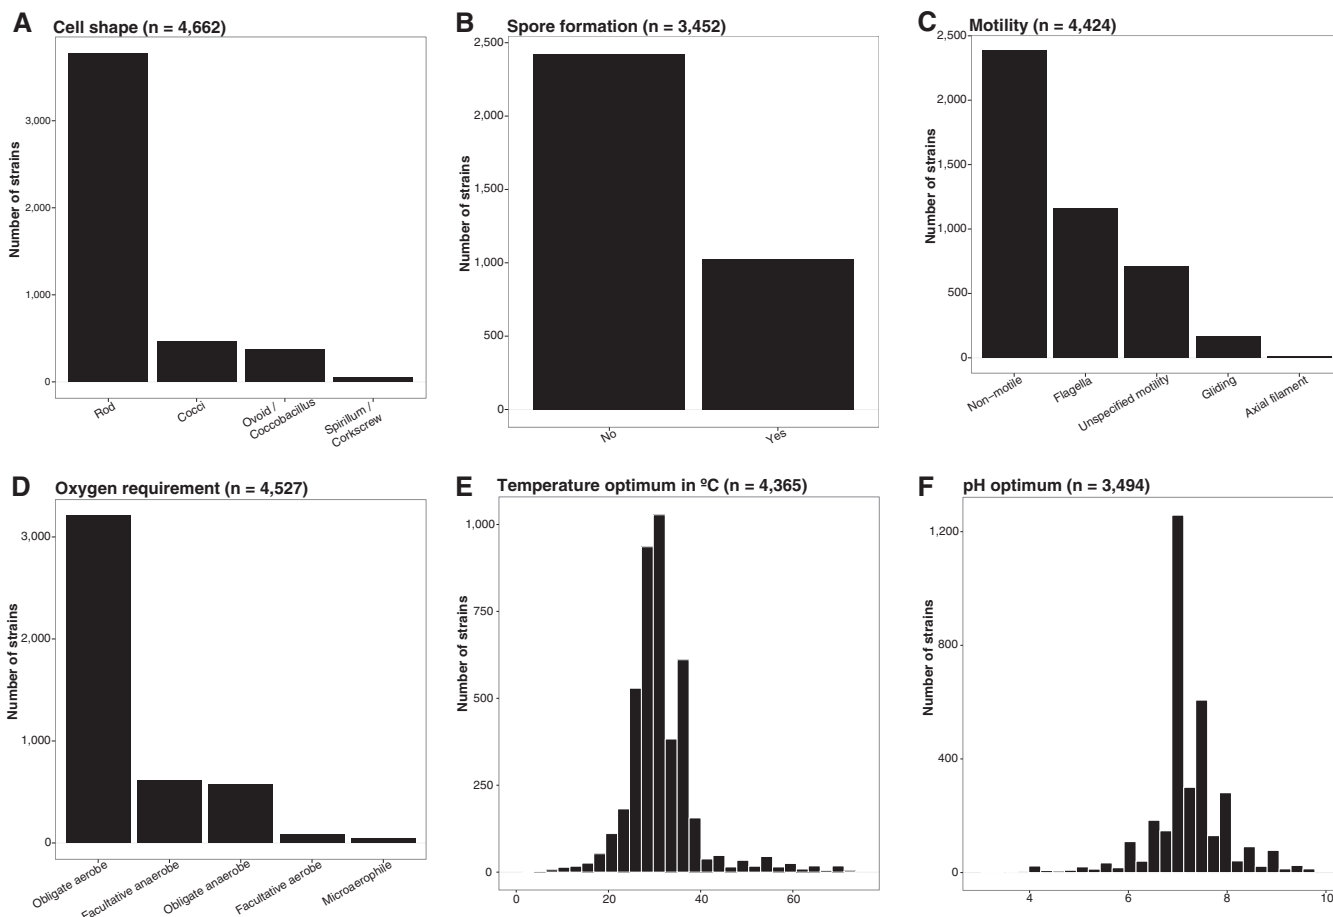 A Cell shape (n = 4,662)
Number of strains
3,000
2,000
1,000
0
Rod
Cocci
Ovoid /
Coccobacillus
Spirillum /
Corkscrew
B Spore formation (n = 3,452)
Number of strains
2,500
2,000
1,500
1,000
500
0
No
Yes
C Motility (n = 4,424)
Number of strains
2,500
2,000
1,500
1,000
500
0
Non−motile
Flagella
Unspecified motility
Gliding
Axial filament
D Oxygen requirement (n = 4,527)
Number of strains
3,000
2,000
1,000
0
Obligate aerobe
Facultative anaerobe
Obligate anaerobe
Facultative aerobe
Microaerophile
E Temperature optimum in ºC (n = 4,365)
Number of strains
1,000
750
500
250
0
0 20 40 60
F pH optimum (n = 3,494)
Number of strains
1,200
800
400
0
4 6 8 10